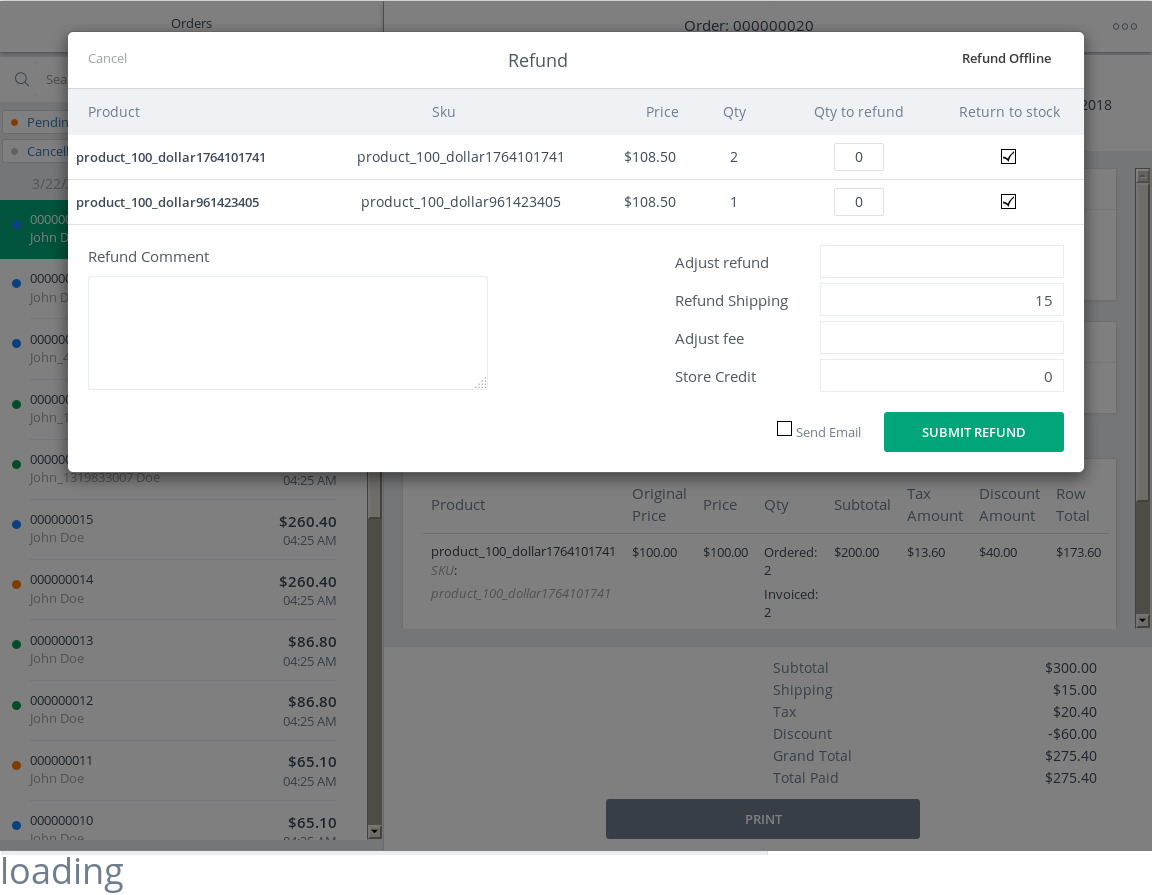 Orders
Order: 000000020
Cancel
Refund
Refund Offline
Product Sku Price Qty Qty to refund Return to stock
product_100_dollar1764101741 product_100_dollar1764101741 $108.50 2 0
product_100_dollar961423405 product_100_dollar961423405 $108.50 1 0
Refund Comment
Adjust refund
Refund Shipping 15
Adjust fee
Store Credit 0
Send Email
SUBMIT REFUND
Sea
2018
Pendin
Cancell
3/22/
00000
John D
00000
John D
00000
John_4
00000
John_1
00000
John_1319833007 Doe 04:25 AM
000000015 $260.40
John Doe 04:25 AM
000000014 $260.40
John Doe 04:25 AM
000000013 $86.80
John Doe 04:25 AM
000000012 $86.80
John Doe 04:25 AM
000000011 $65.10
John Doe 04:25 AM
000000010 $65.10
John Doe 04:25 AM
Product Original Price Price Qty Subtotal Tax Amount Discount Amount Row Total
product_100_dollar1764101741 $100.00 $100.00 Ordered: $200.00 $13.60 $40.00 $173.60
SKU: 2
product_100_dollar1764101741 Invoiced:
2
Subtotal $300.00
Shipping $15.00
Tax $20.40
Discount -$60.00
Grand Total $275.40
Total Paid $275.40
PRINT
loading